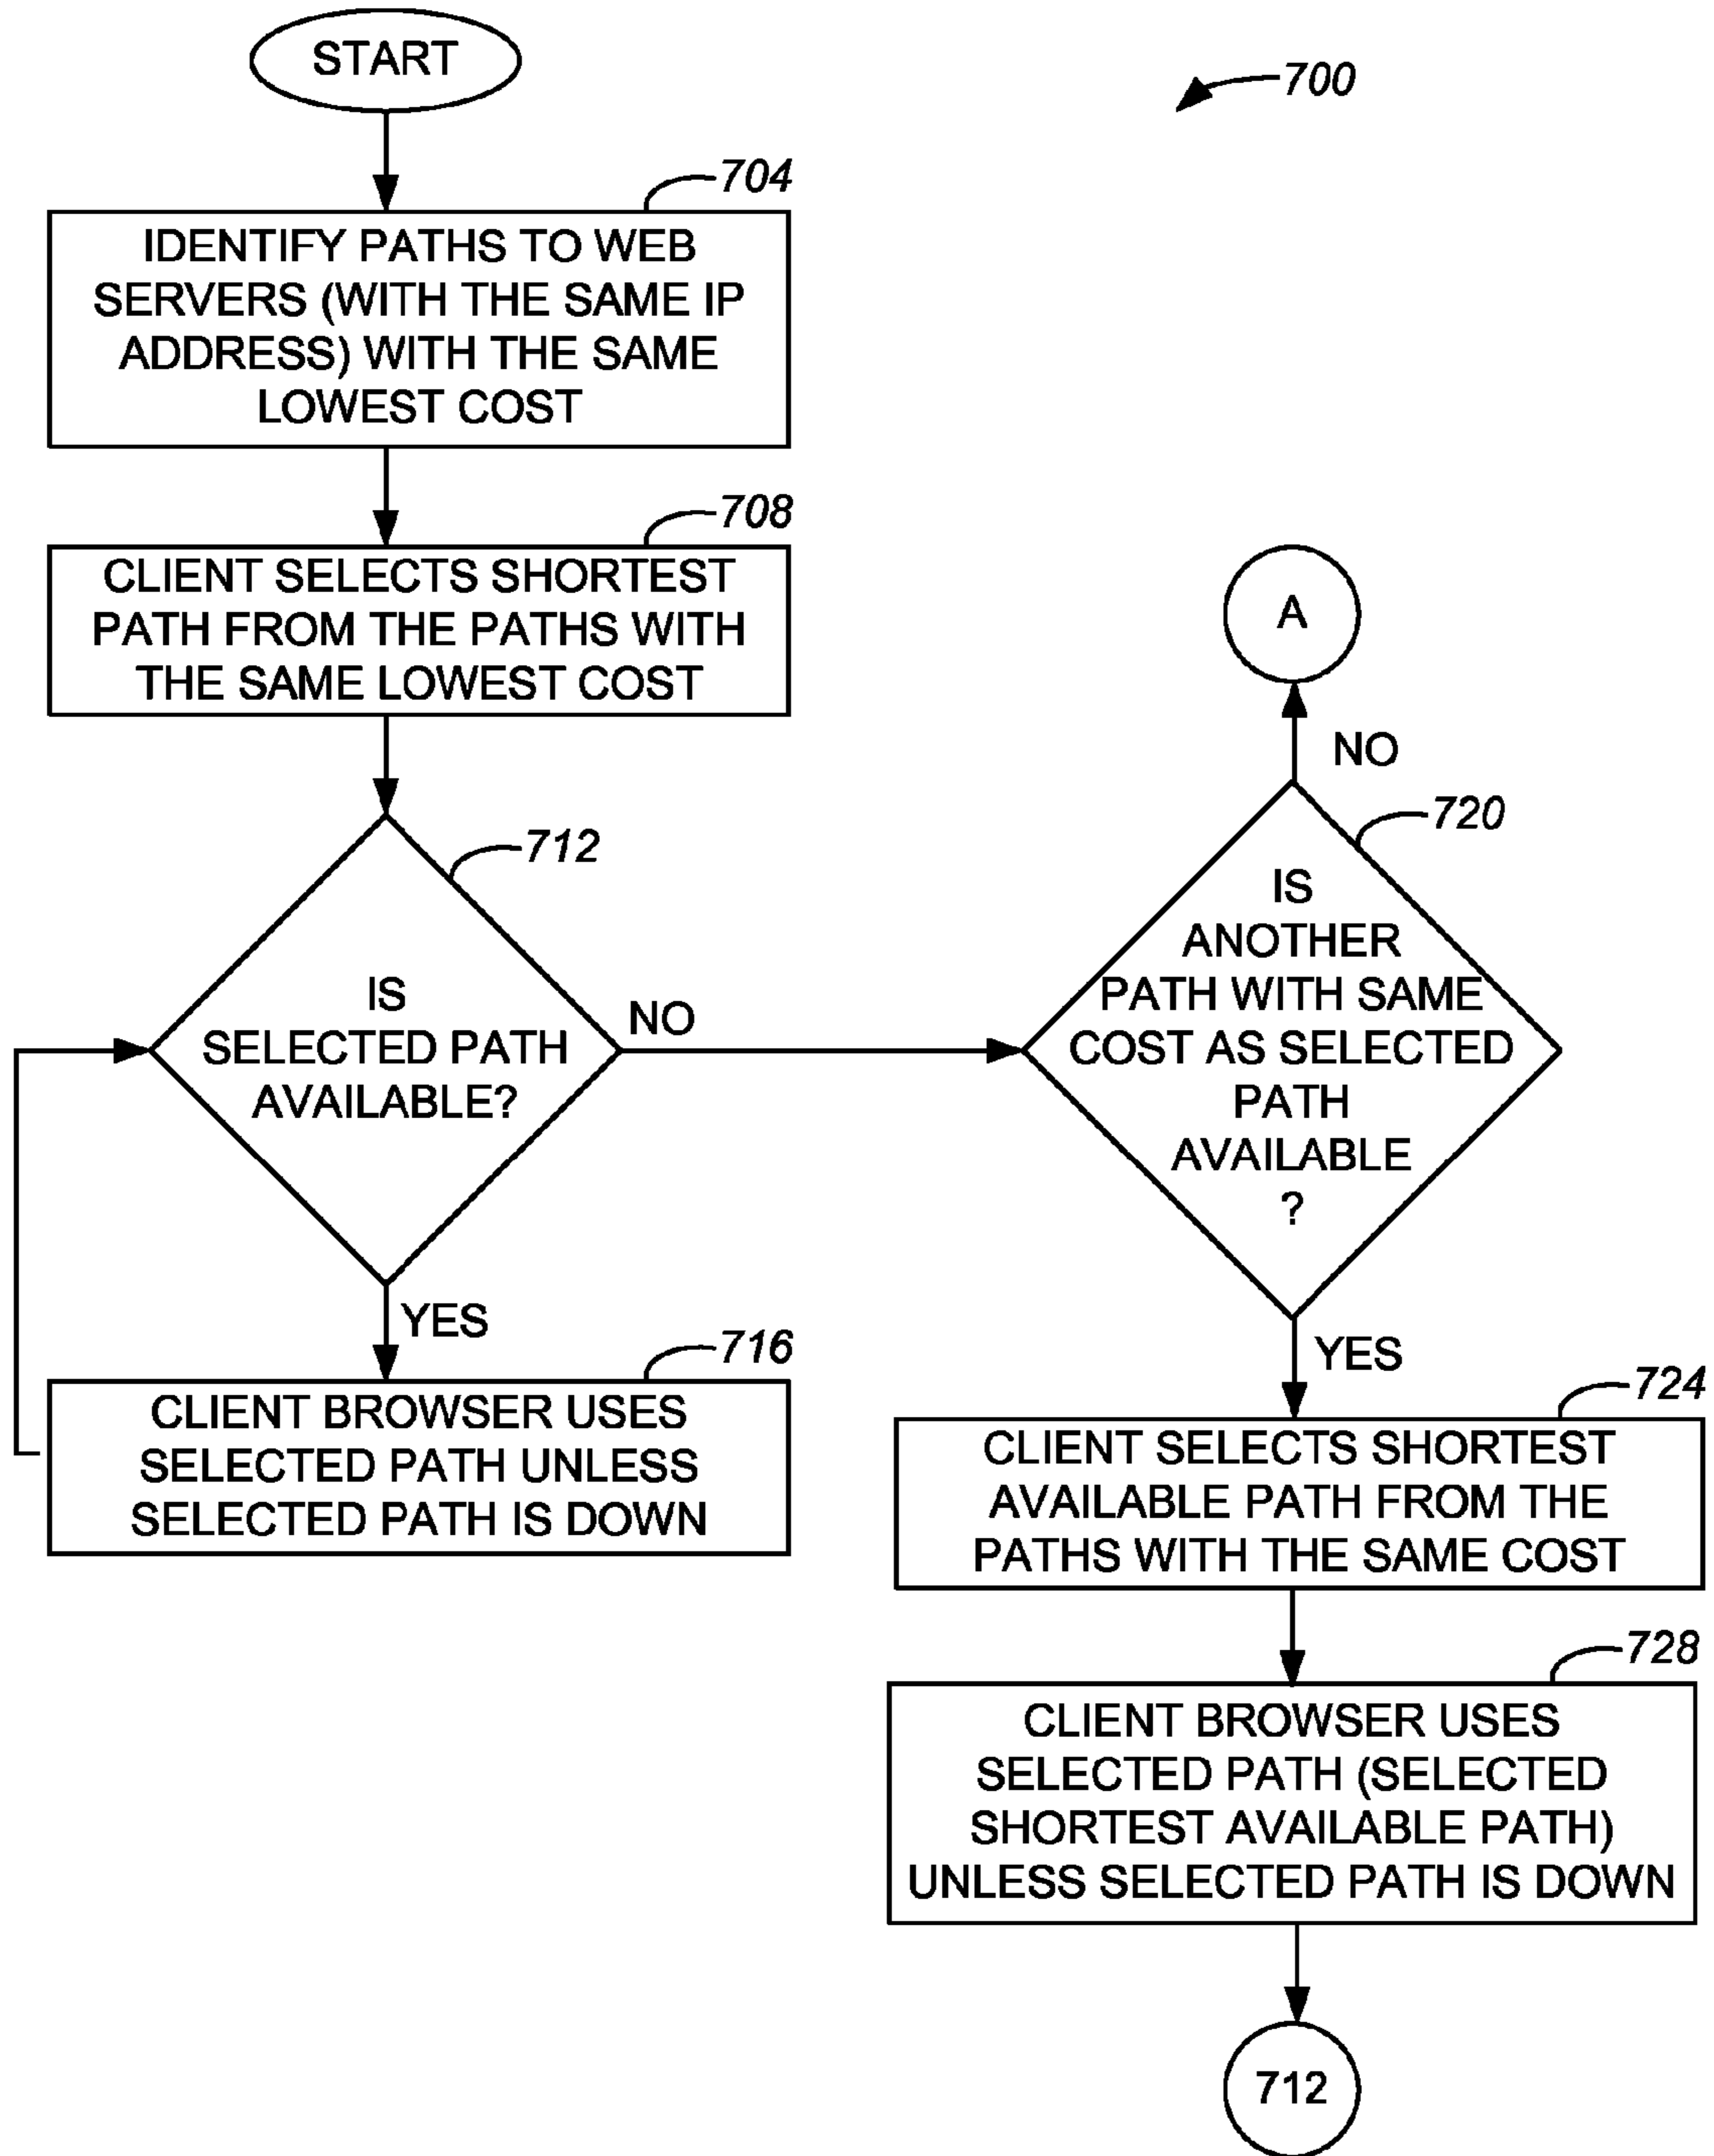 START
700
704
IDENTIFY PATHS TO WEB
SERVERS (WITH THE SAME IP
ADDRESS) WITH THE SAME
LOWEST COST
708
CLIENT SELECTS SHORTEST
PATH FROM THE PATHS WITH
THE SAME LOWEST COST
712
IS
SELECTED PATH
AVAILABLE?
NO
YES
716
CLIENT BROWSER USES
SELECTED PATH UNLESS
SELECTED PATH IS DOWN
A
NO
720
IS
ANOTHER
PATH WITH SAME
COST AS SELECTED
PATH
AVAILABLE
?
YES
724
CLIENT SELECTS SHORTEST
AVAILABLE PATH FROM THE
PATHS WITH THE SAME COST
728
CLIENT BROWSER USES
SELECTED PATH (SELECTED
SHORTEST AVAILABLE PATH)
UNLESS SELECTED PATH IS DOWN
712